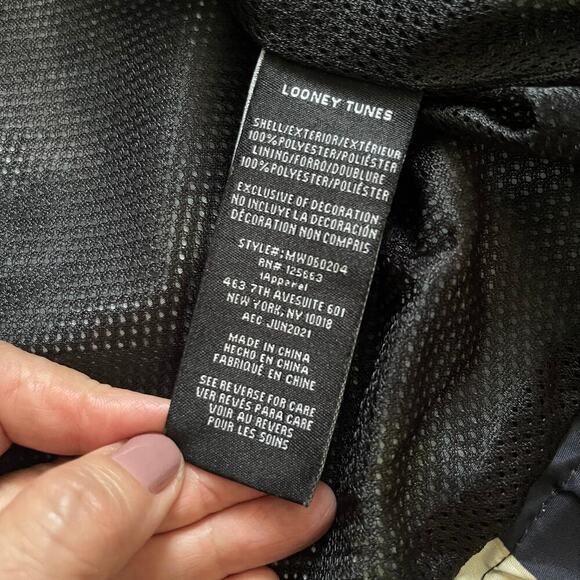 LOONEY TUNES
SHELL/EXTERIOR/EXTÉRIEUR
100% POLYESTER/POLIÉSTER
LINING/FORRO/DOUBLURE
100% POLYESTER/POLIÉSTER
EXCLUSIVE OF DECORATION
NO INCLUYE LA DECORACIÓN
DÉCORATION NON COMPRIS
STYLE#:MW060204
RN# 125663
iApparel
463 7TH AVESUITE 601
NEW YORK, NY 10018
AEC JUN2021
MADE IN CHINA
HECHO EN CHINA
FABRIQUÉ EN CHINE
SEE REVERSE FOR CARE
VER REVÉS PARA CARE
VOIR AU REVERS
POUR LES SOINS